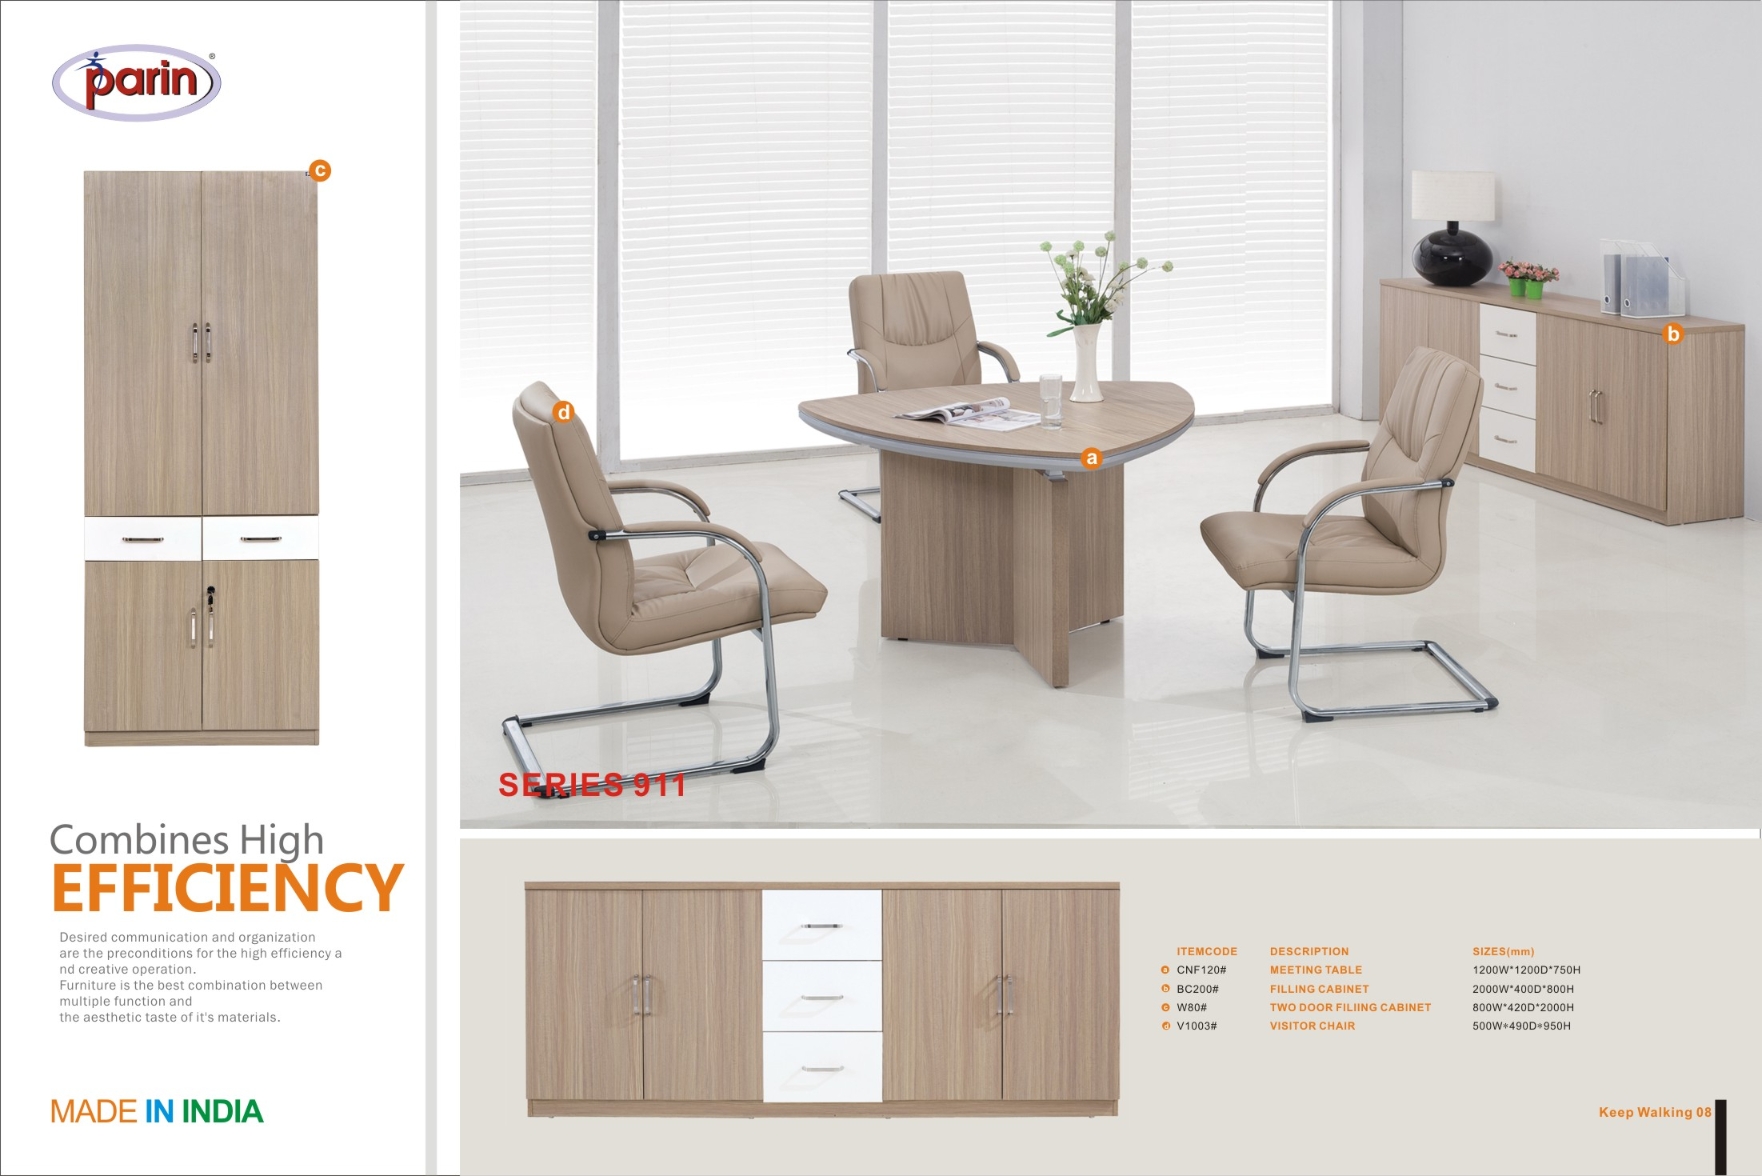 parin®
c
d
a
b
SERIES 911
Combines High
EFFICIENCY
Desired communication and organization
are the preconditions for the high efficiency a
nd creative operation.
Furniture is the best combination between
multiple function and
the aesthetic taste of it's materials.
MADE IN INDIA
ITEMCODE DESCRIPTION SIZES(mm)
a CNF120# MEETING TABLE 1200W*1200D*750H
b BC200# FILLING CABINET 2000W*400D*800H
c W80# TWO DOOR FILIING CABINET 800W*420D*2000H
d V1003# VISITOR CHAIR 500W*490D*950H
Keep Walking 08